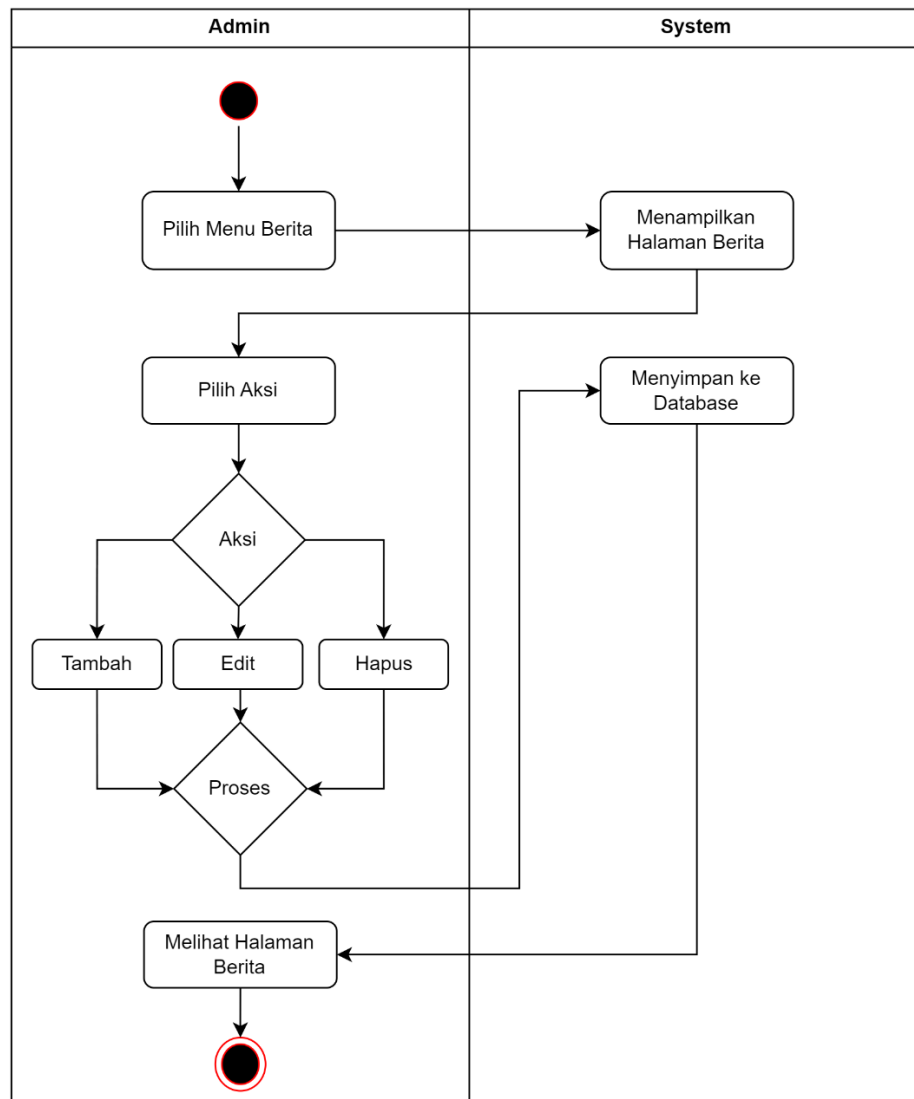 Admin
System
Pilih Menu Berita
Menampilkan
Halaman Berita
Pilih Aksi
Menyimpan ke
Database
Aksi
Tambah
Edit
Hapus
Proses
Melihat Halaman
Berita